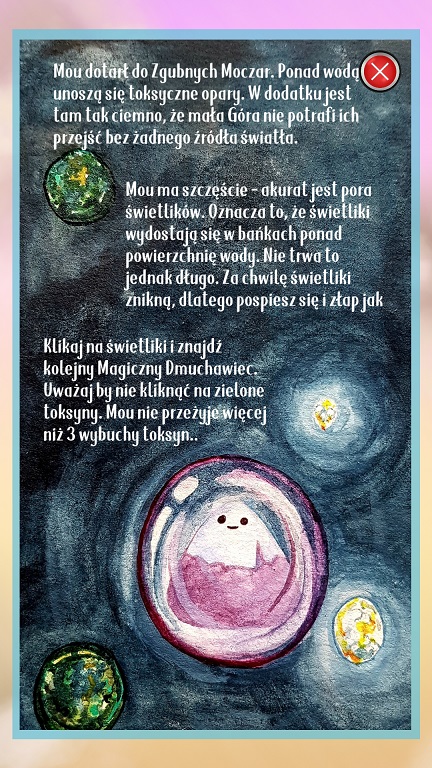 Mou dotarł do Zgubnych Moczar. Ponad wodą
unoszą się toksyczne opary. W dodatku jest
tam tak ciemno, że mała Góra nie potrafi ich
przejść bez żadnego źródła światła.
Mou ma szczęście - akurat jest pora
świetlików. Oznacza to, że świetliki
wydostają się w bańkach ponad
powierzchnię wody. Nie trwa to
jednak długo. Za chwilę świetliki
znikną, dlatego pospiesz się i złap jak
Klikaj na świetliki i znajdź
kolejny Magiczny Dmuchawiec.
Uważaj by nie kliknąć na zielone
toksyny. Mou nie przeżyje więcej
niż 3 wybuchy toksyn..